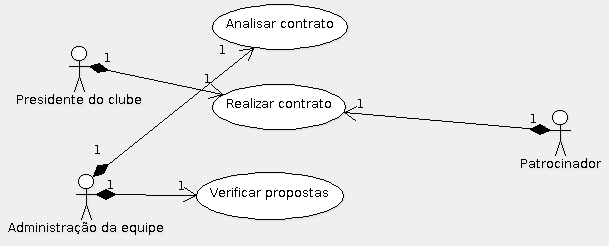 Analisar contrato
1
1
1
Presidente do clube
Realizar contrato
1
1
Patrocinador
1
1
1
Verificar propostas
Administração da equipe